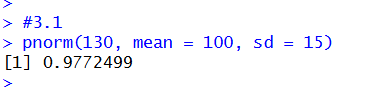 >
> #3.1
> pnorm(130, mean = 100, sd = 15)
[1] 0.9772499
>